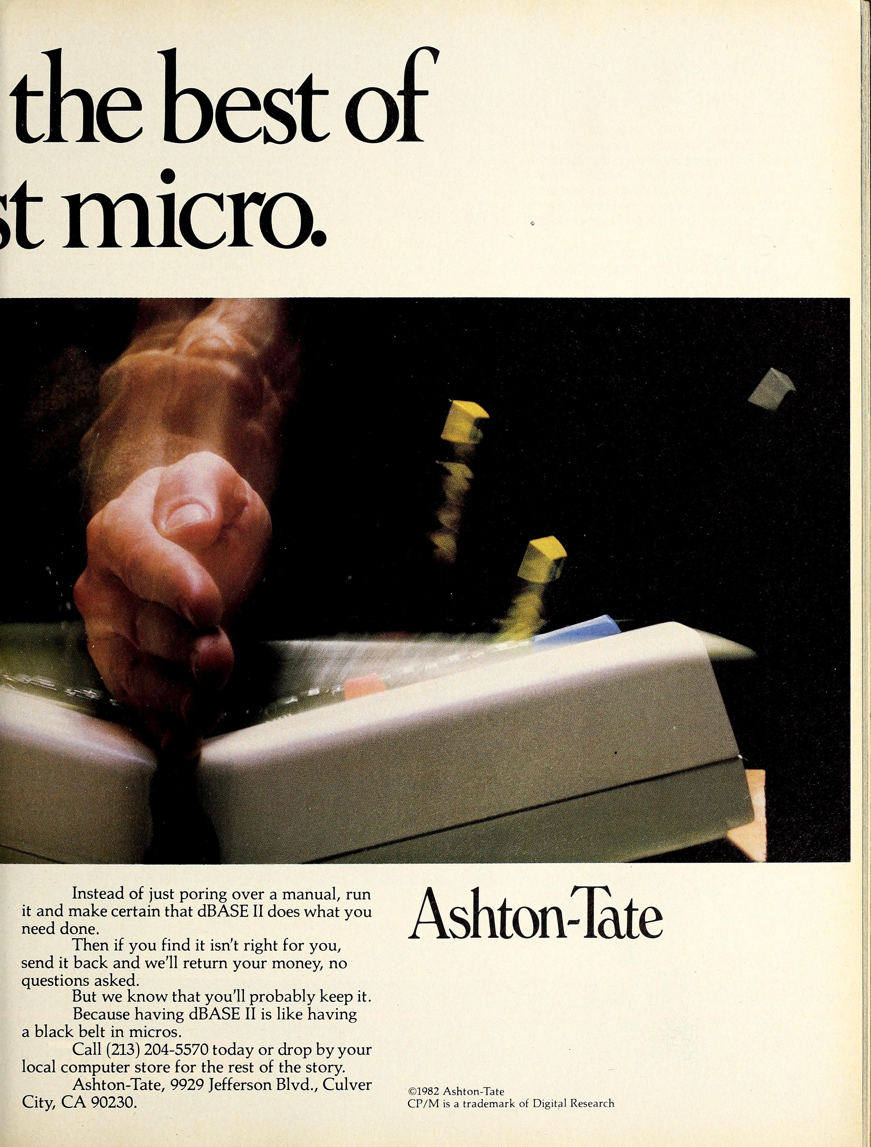 the best of
st micro.
Instead of just poring over a manual, run
it and make certain that dBASE II does what you
need done.
Then if you find it isn't right for you,
send it back and we'll return your money, no
questions asked.
But we know that you'll probably keep it.
Because having dBASE II is like having
a black belt in micros.
Call (213) 204-5570 today or drop by your
local computer store for the rest of the story.
Ashton-Tate, 9929 Jefferson Blvd., Culver
City, CA 90230.
Ashton-Tate
©1982 Ashton-Tate
CP/M is a trademark of Digital Research